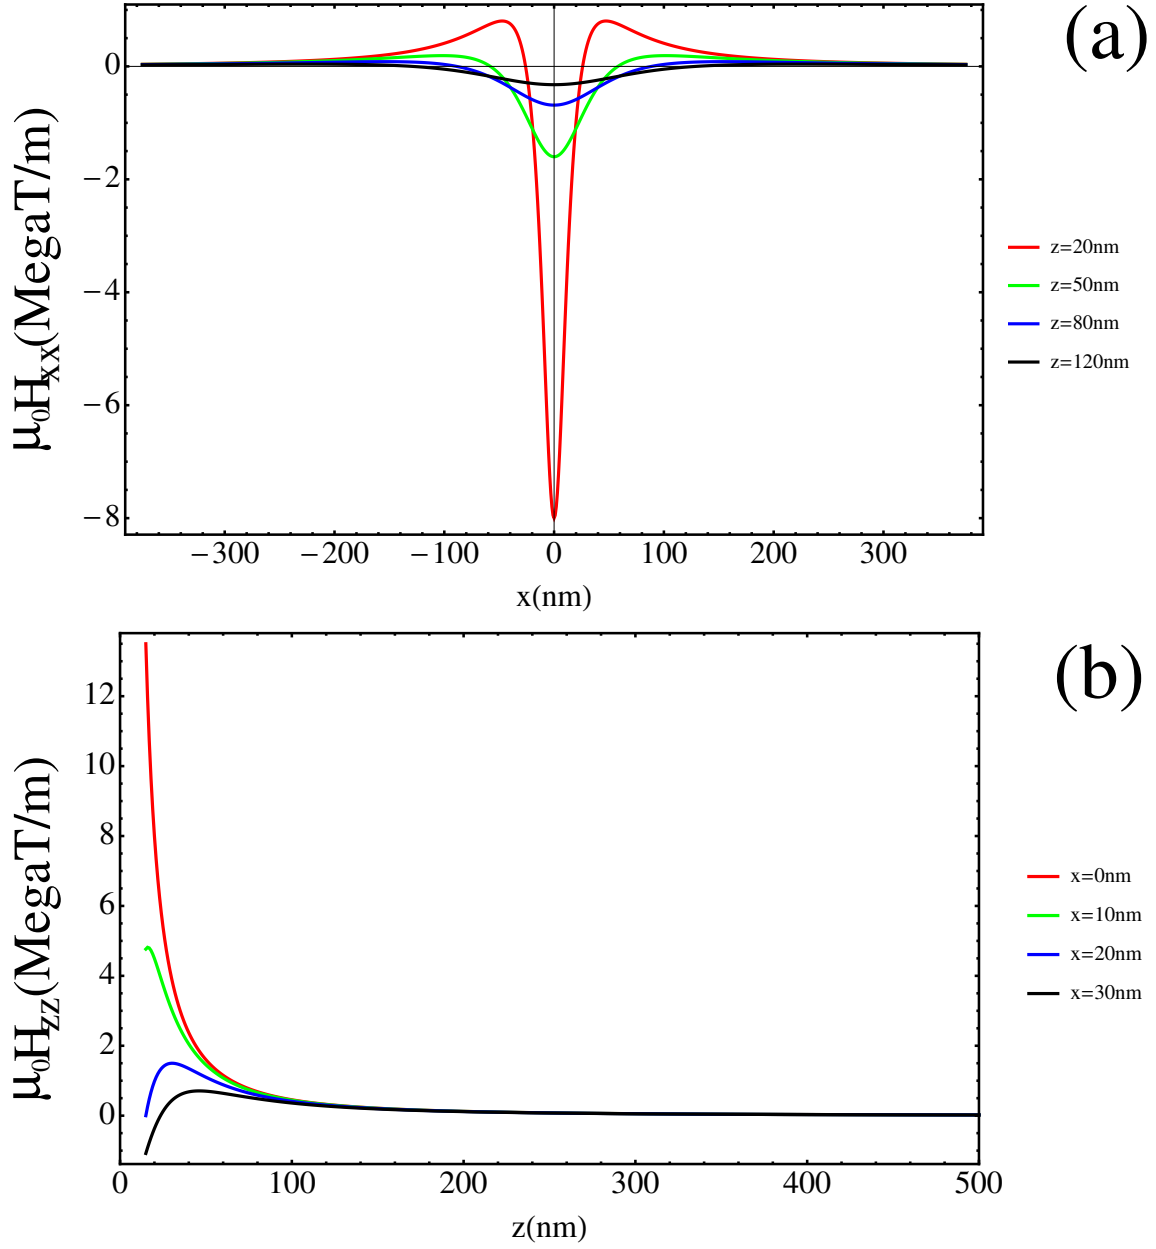 (a)
μ₀Hxx(MegaT/m)
0
−2
−4
−6
−8
−300 −200 −100 0 100 200 300
x(nm)
z=20nm
z=50nm
z=80nm
z=120nm
(b)
μ₀Hzz(MegaT/m)
12
10
8
6
4
2
0
0 100 200 300 400 500
z(nm)
x=0nm
x=10nm
x=20nm
x=30nm